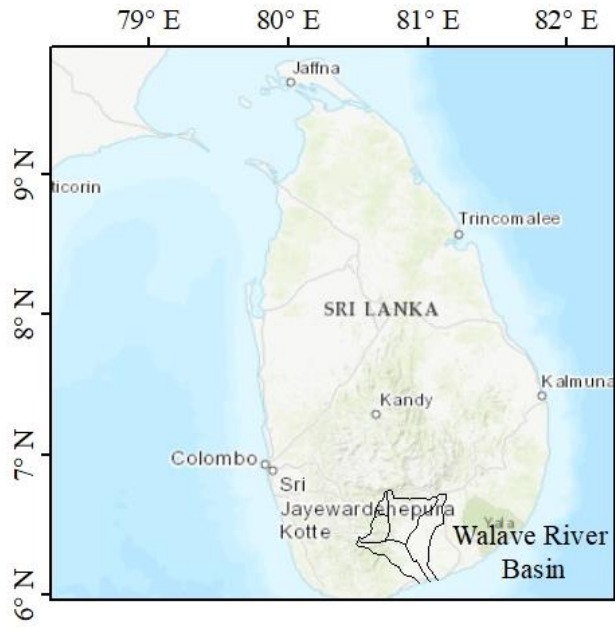 79° E 80° E 81° E 82° E
Jaffna
9° N
ticorin
Trincomalee
8° N
SRI LANKA
Kalmuna
Kandy
7° N
Colombo
Sri
Jayewardenepura
Kotte
Yala
Walave River
Basin
6° N